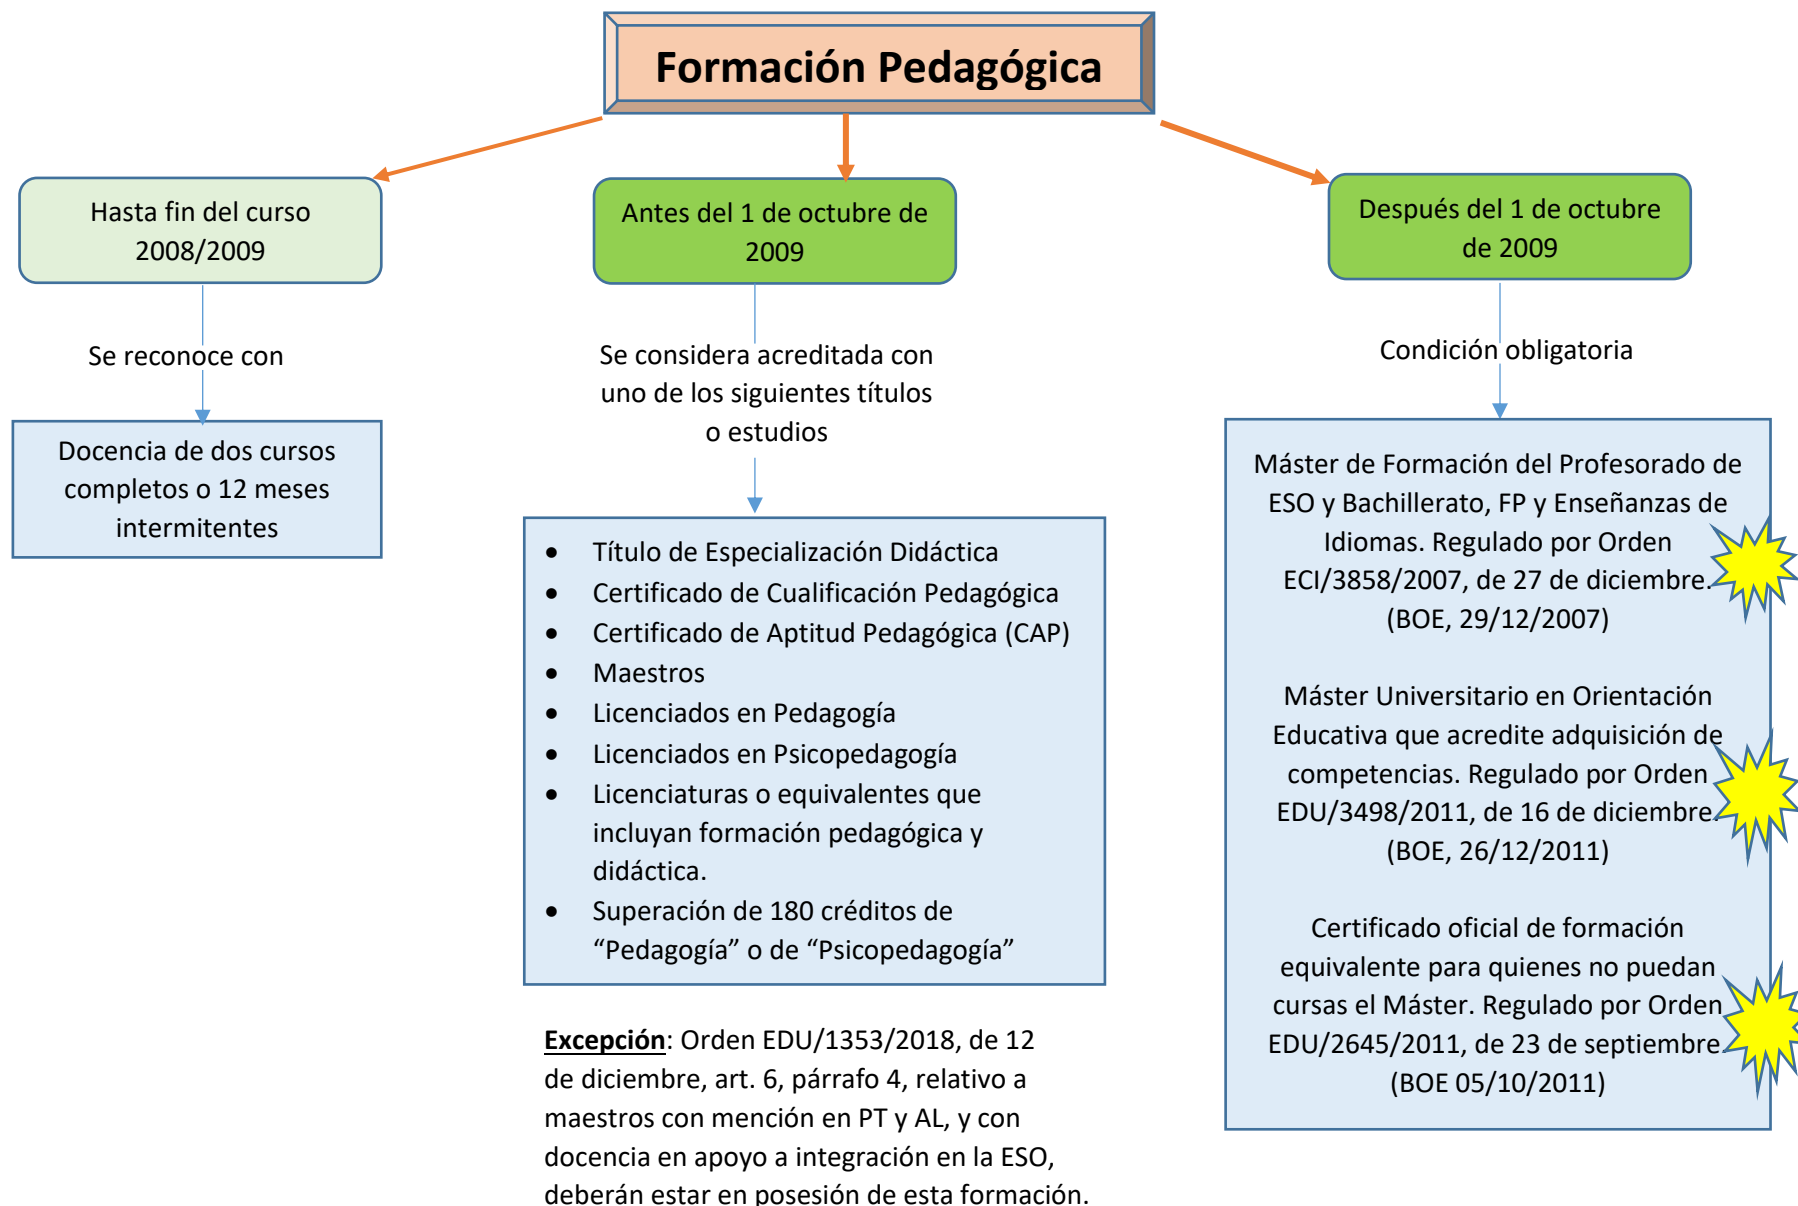 Formación Pedagógica
Hasta fin del curso
2008/2009
Se reconoce con
Docencia de dos cursos
completos o 12 meses
intermitentes
Antes del 1 de octubre de
2009
Se considera acreditada con
uno de los siguientes títulos
o estudios
• Título de Especialización Didáctica
• Certificado de Cualificación Pedagógica
• Certificado de Aptitud Pedagógica (CAP)
• Maestros
• Licenciados en Pedagogía
• Licenciados en Psicopedagogía
• Licenciaturas o equivalentes que
incluyan formación pedagógica y
didáctica.
• Superación de 180 créditos de
“Pedagogía” o de “Psicopedagogía”
Excepción: Orden EDU/1353/2018, de 12
de diciembre, art. 6, párrafo 4, relativo a
maestros con mención en PT y AL, y con
docencia en apoyo a integración en la ESO,
deberán estar en posesión de esta formación.
Después del 1 de octubre
de 2009
Condición obligatoria
Máster de Formación del Profesorado de
ESO y Bachillerato, FP y Enseñanzas de
Idiomas. Regulado por Orden
ECI/3858/2007, de 27 de diciembre.
(BOE, 29/12/2007)
Máster Universitario en Orientación
Educativa que acredite adquisición de
competencias. Regulado por Orden
EDU/3498/2011, de 16 de diciembre.
(BOE, 26/12/2011)
Certificado oficial de formación
equivalente para quienes no puedan
cursas el Máster. Regulado por Orden
EDU/2645/2011, de 23 de septiembre.
(BOE 05/10/2011)